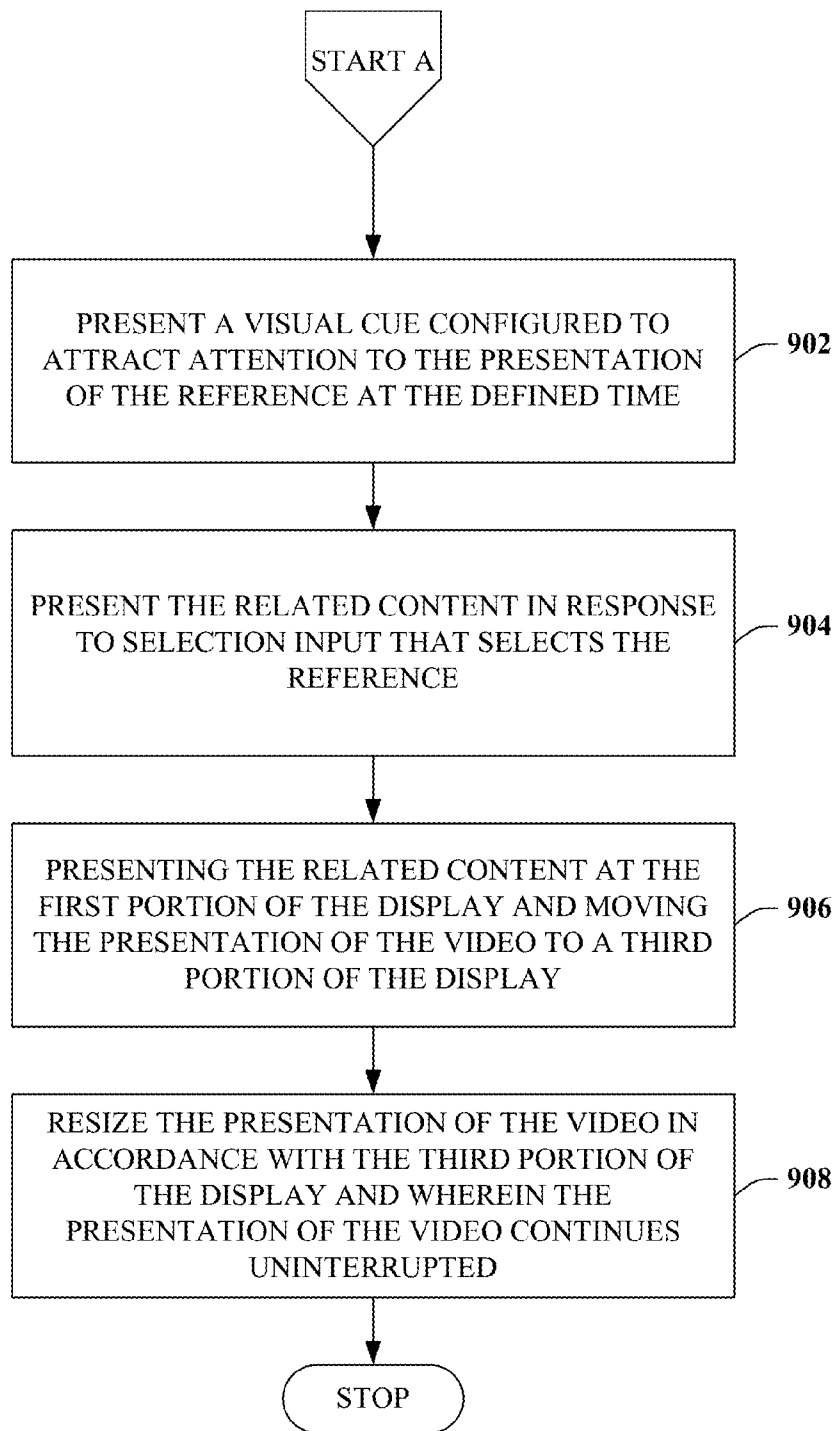 START A
PRESENT A VISUAL CUE CONFIGURED TO
ATTRACT ATTENTION TO THE PRESENTATION
OF THE REFERENCE AT THE DEFINED TIME
902
PRESENT THE RELATED CONTENT IN RESPONSE
TO SELECTION INPUT THAT SELECTS THE
REFERENCE
904
PRESENTING THE RELATED CONTENT AT THE
FIRST PORTION OF THE DISPLAY AND MOVING
THE PRESENTATION OF THE VIDEO TO A THIRD
PORTION OF THE DISPLAY
906
RESIZE THE PRESENTATION OF THE VIDEO IN
ACCORDANCE WITH THE THIRD PORTION OF
THE DISPLAY AND WHEREIN THE
PRESENTATION OF THE VIDEO CONTINUES
UNINTERRUPTED
908
STOP